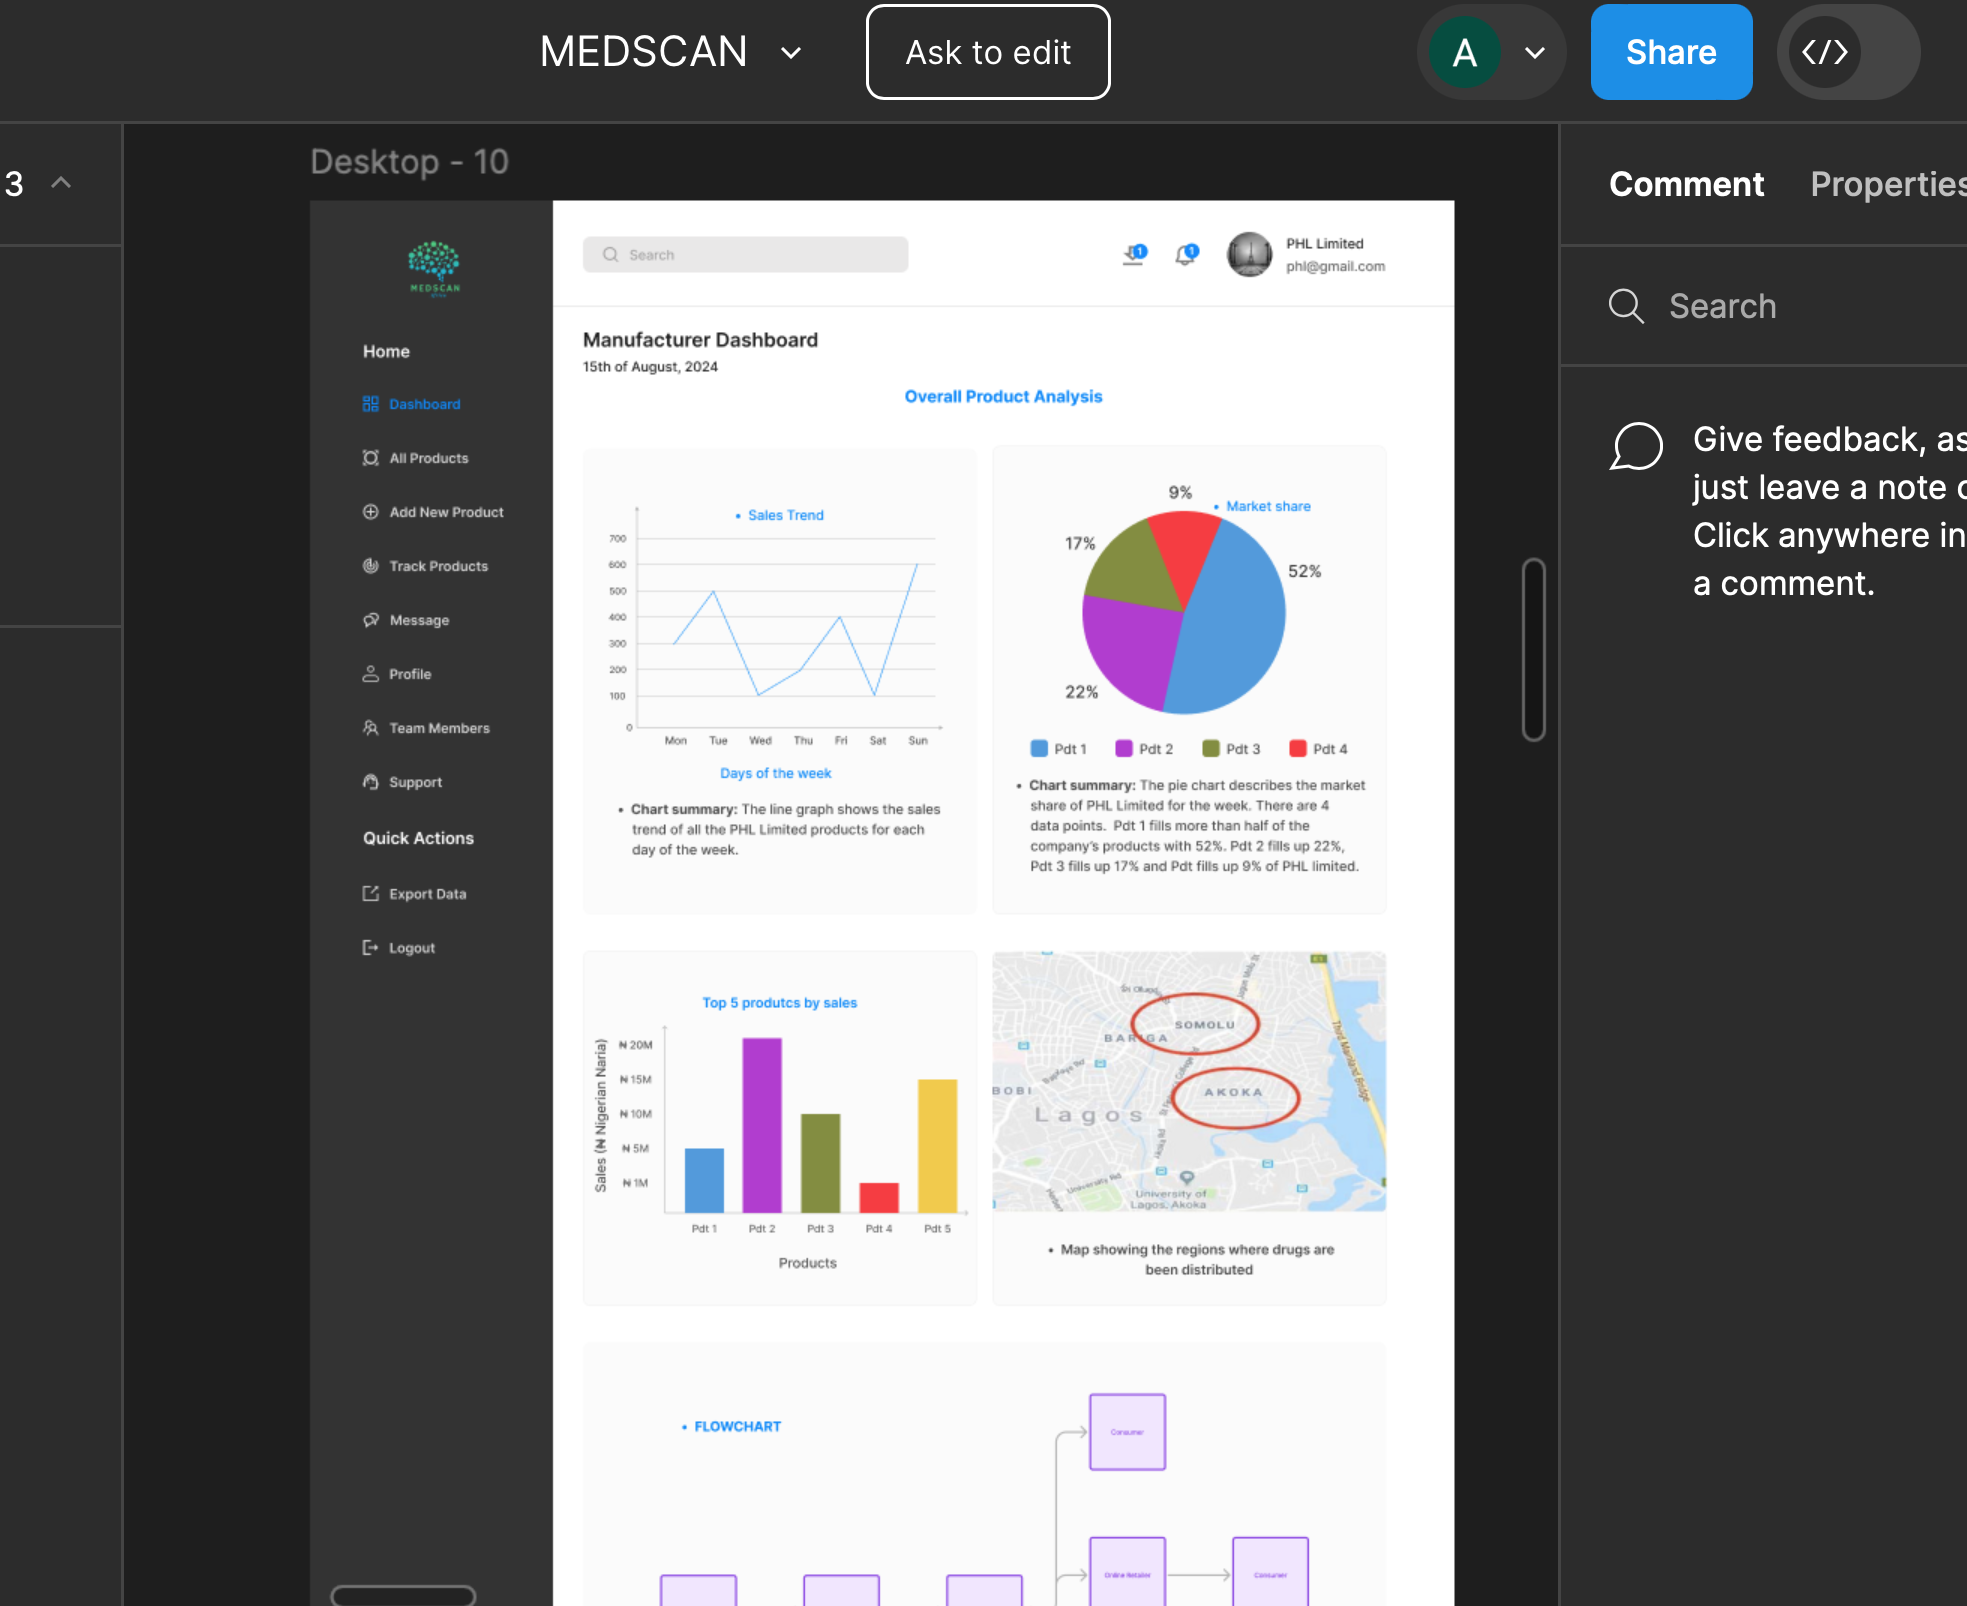 MEDSCAN
Ask to edit
A
Share
</>
3
Desktop - 10
Comment
Properties
Search
Give feedback, as
just leave a note o
Click anywhere in
a comment.
MEDSCAN
Home
Dashboard
All Products
Add New Product
Track Products
Message
Profile
Team Members
Support
Quick Actions
Export Data
Logout
Search
1
1
PHL Limited
phl@gmail.com
Manufacturer Dashboard
15th of August, 2024
Overall Product Analysis
• Sales Trend
700
600
500
400
300
200
100
0
Mon Tue Wed Thu Fri Sat Sun
Days of the week
• Chart summary: The line graph shows the sales
trend of all the PHL Limited products for each
day of the week.
• Market share
9%
17%
52%
22%
Pdt 1 Pdt 2 Pdt 3 Pdt 4
• Chart summary: The pie chart describes the market
share of PHL Limited for the week. There are 4
data points. Pdt 1 fills more than half of the
company's products with 52%. Pdt 2 fills up 22%,
Pdt 3 fills up 17% and Pdt fills up 9% of PHL limited.
Top 5 produtcs by sales
Sales (₦ Nigerian Naria)
₦ 20M
₦ 15M
₦ 10M
₦ 5M
₦ 1M
Pdt 1 Pdt 2 Pdt 3 Pdt 4 Pdt 5
Products
SOMOLU
BARIGA
Third Mainland Bridge
OBI
AKOKA
Lagos
Akoka Rd
University Rd
University of
Lagos, Akoka
• Map showing the regions where drugs are
been distributed
• FLOWCHART
Consumer
Online Retailer
Consumer